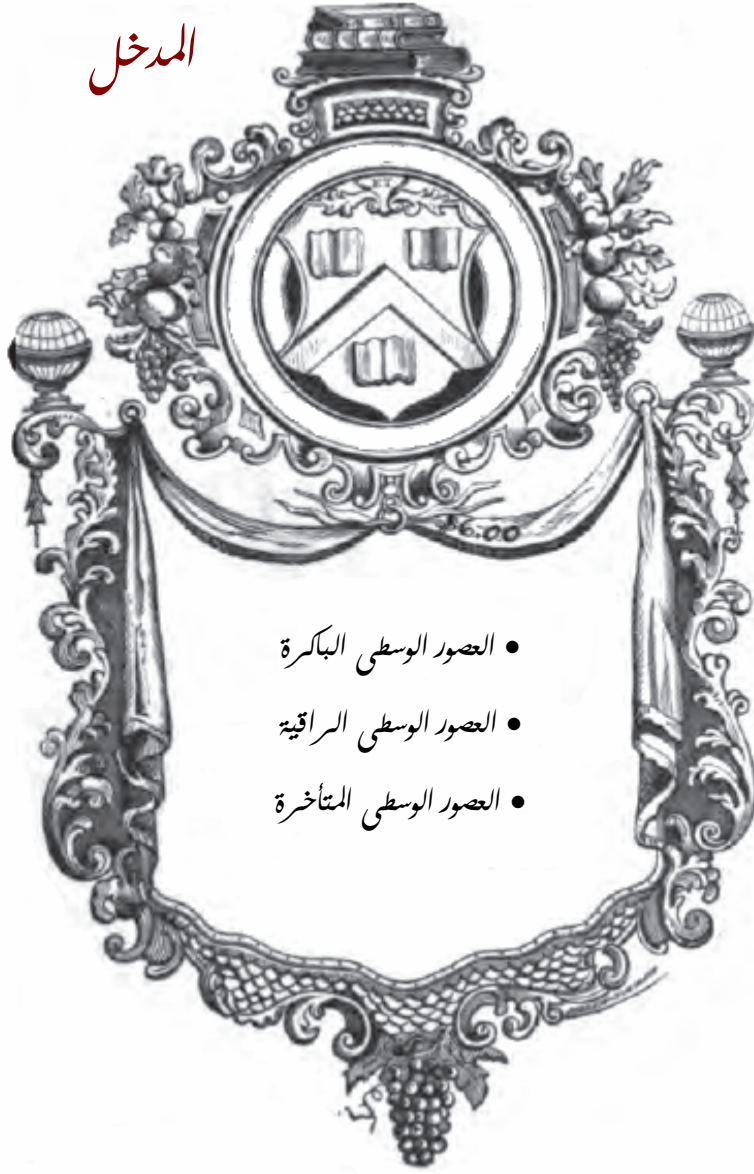 المدخل
• العصور الوسطى الباكرة
• العصور الوسطى الراقية
• العصور الوسطى المتأخرة